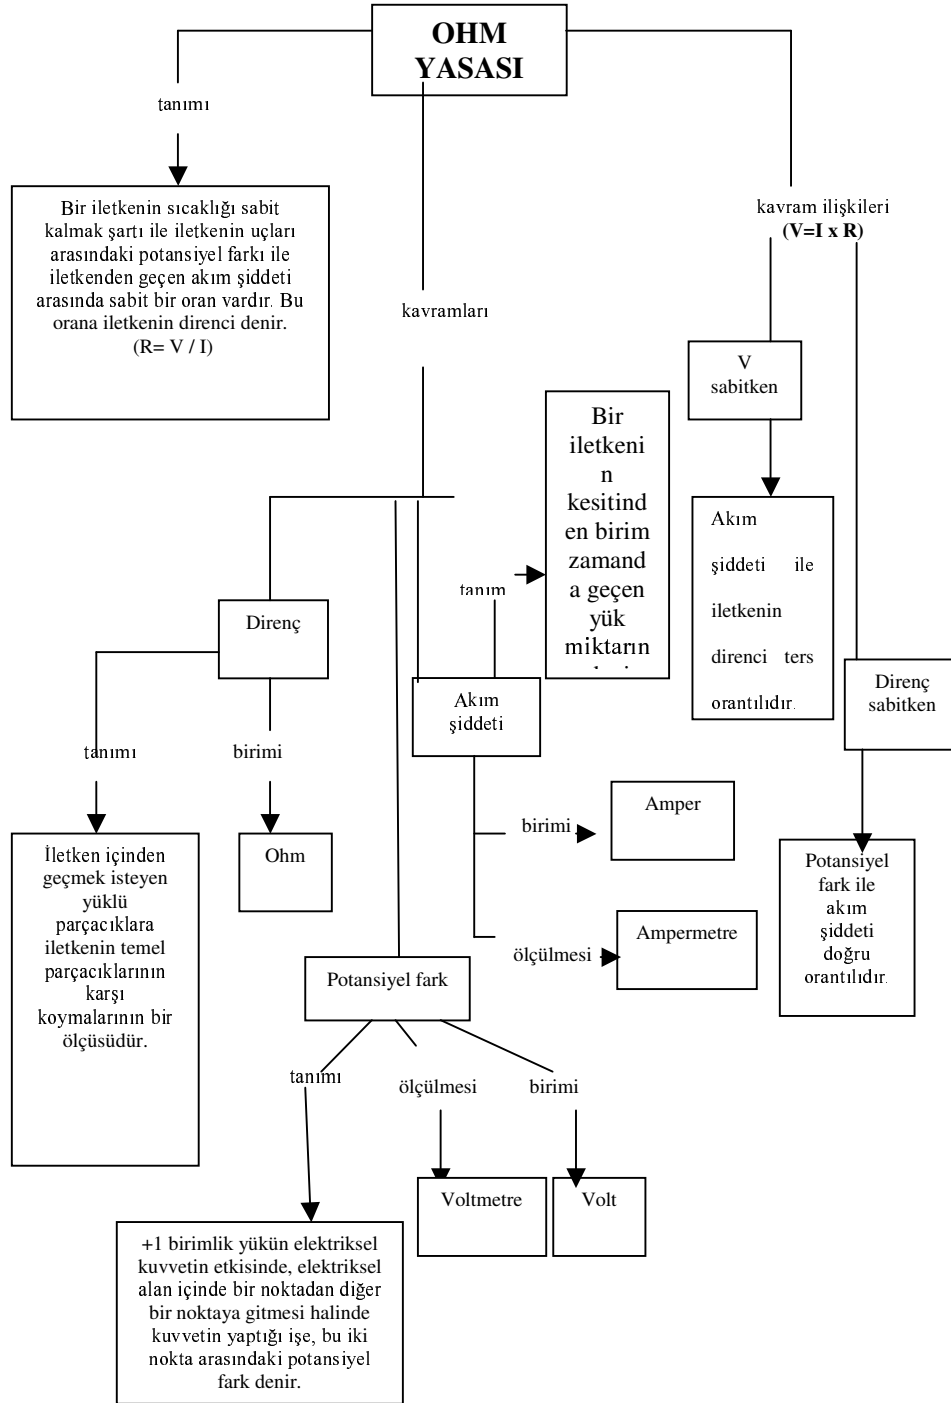 OHM
YASASI
tanımı
Bir iletkenin sıcaklığı sabit
kalmak şartı ile iletkenin uçları
arasındaki potansiyel farkı ile
iletkenden geçen akım şiddeti
arasında sabit bir oran vardır. Bu
orana iletkenin direnci denir.
(R= V / I)
kavram ilişkileri
(V=I x R)
kavramları
V
sabitken
Bir
iletkeni
n
kesitind
en birim
zamand
a geçen
yük
miktarın
Akım
şiddeti ile
iletkenin
direnci ters
orantılıdır.
tanım
Direnç
Akım
şiddeti
Direnç
sabitken
tanımı
birimi
birimi
Amper
İletken içinden
geçmek isteyen
yüklü
parçacıklara
iletkenin temel
parçacıklarının
karşı
koymalarının bir
ölçüsüdür.
Ohm
Potansiyel
fark ile
akım
şiddeti
doğru
orantılıdır.
ölçülmesi
Ampermetre
Potansiyel fark
tanımı
ölçülmesi
birimi
Voltmetre
Volt
+1 birimlik yükün elektriksel
kuvvetin etkisinde, elektriksel
alan içinde bir noktadan diğer
bir noktaya gitmesi halinde
kuvvetin yaptığı işe, bu iki
nokta arasındaki potansiyel
fark denir.